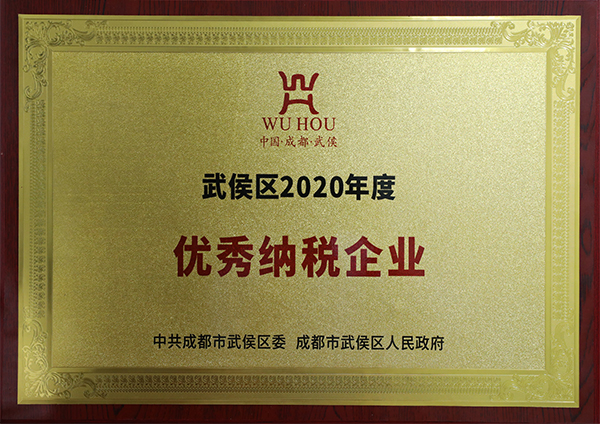 WU HOU
中国·成都·武侯
武侯区2020年度
优秀纳税企业
中共成都市武侯区委 成都市武侯区人民政府